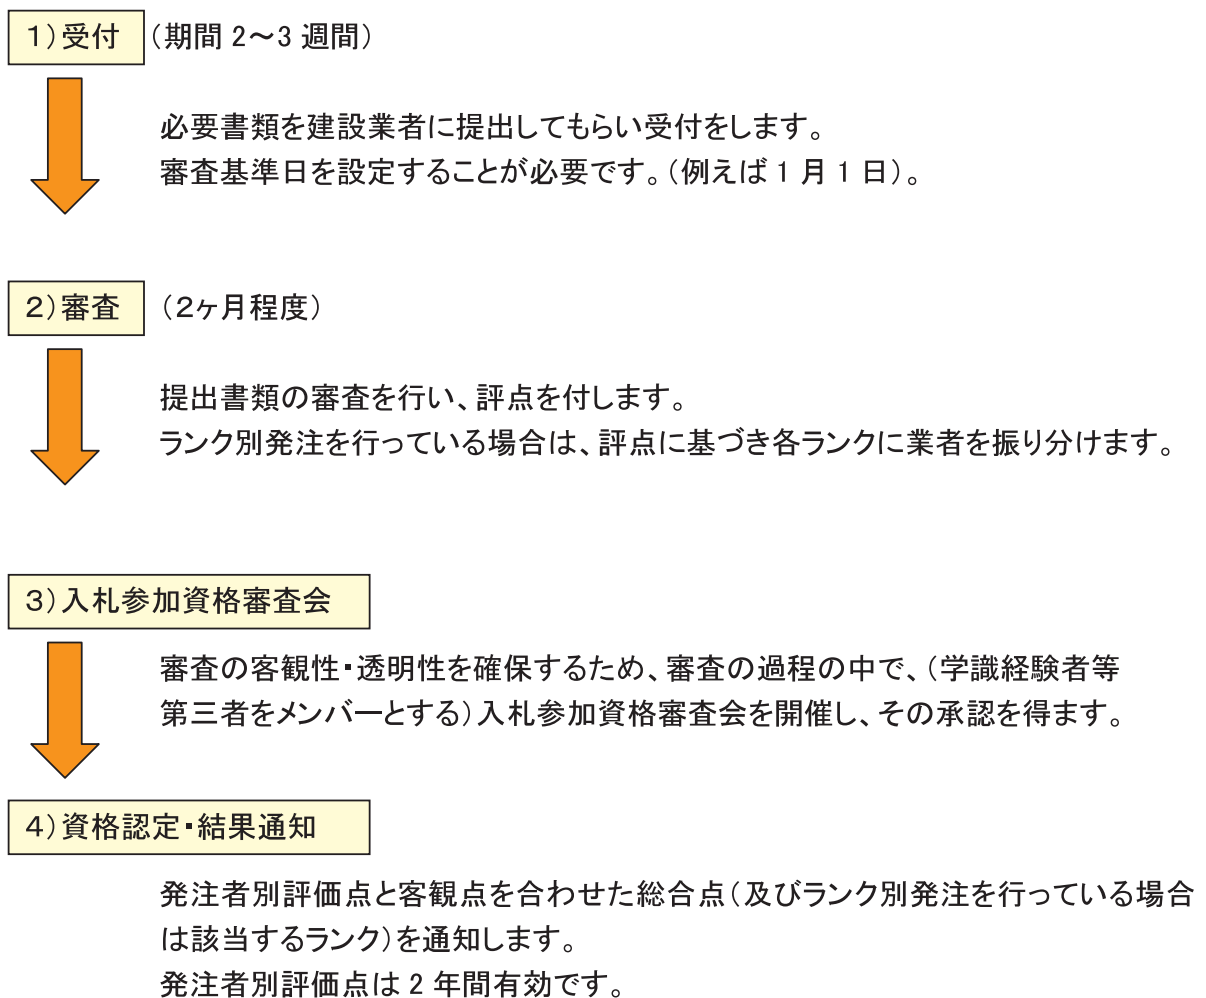 1)受付 (期間 2～3 週間)
必要書類を建設業者に提出してもらい受付をします。
審査基準日を設定することが必要です。(例えば 1 月 1 日)。
2)審査 (2ヶ月程度)
提出書類の審査を行い、評点を付します。
ランク別発注を行っている場合は、評点に基づき各ランクに業者を振り分けます。
3)入札参加資格審査会
審査の客観性・透明性を確保するため、審査の過程の中で、(学識経験者等
第三者をメンバーとする)入札参加資格審査会を開催し、その承認を得ます。
4)資格認定・結果通知
発注者別評価点と客観点を合わせた総合点(及びランク別発注を行っている場合
は該当するランク)を通知します。
発注者別評価点は 2 年間有効です。